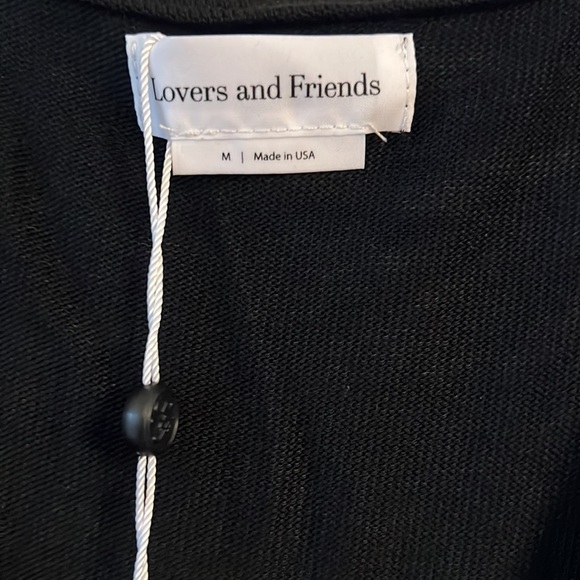 Lovers and Friends
M | Made in USA